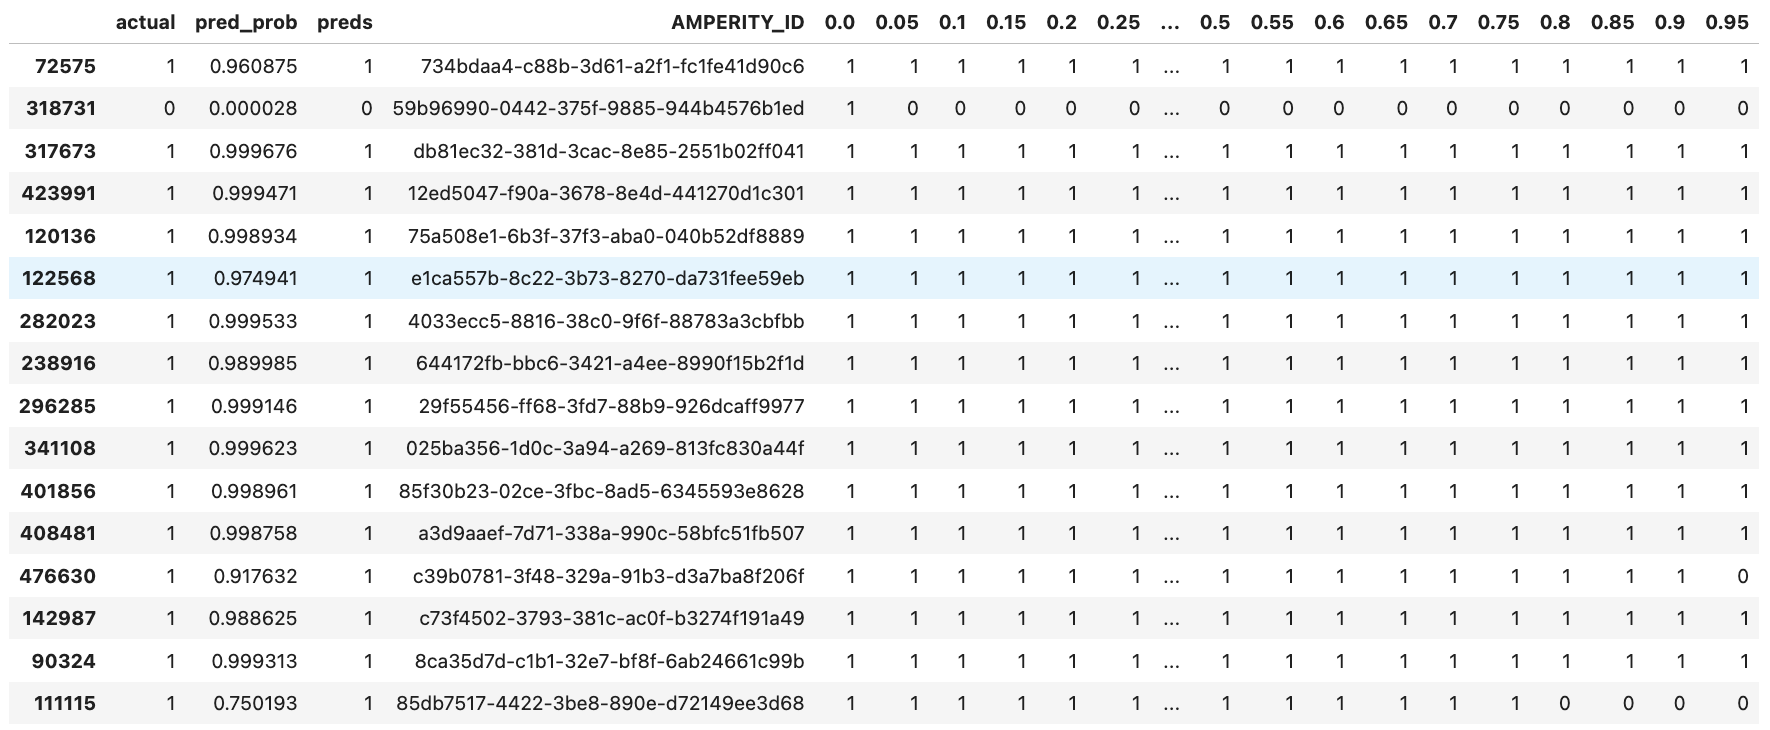 actual pred_prob preds AMPERITY_ID 0.0 0.05 0.1 0.15 0.2 0.25 ... 0.5 0.55 0.6 0.65 0.7 0.75 0.8 0.85 0.9 0.95
72575 1 0.960875 1 734bdaa4-c88b-3d61-a2f1-fc1fe41d90c6 1 1 1 1 1 1 ... 1 1 1 1 1 1 1 1 1 1
318731 0 0.000028 0 59b96990-0442-375f-9885-944b4576b1ed 1 0 0 0 0 0 ... 0 0 0 0 0 0 0 0 0 0
317673 1 0.999676 1 db81ec32-381d-3cac-8e85-2551b02ff041 1 1 1 1 1 1 ... 1 1 1 1 1 1 1 1 1 1
423991 1 0.999471 1 12ed5047-f90a-3678-8e4d-441270d1c301 1 1 1 1 1 1 ... 1 1 1 1 1 1 1 1 1 1
120136 1 0.998934 1 75a508e1-6b3f-37f3-aba0-040b52df8889 1 1 1 1 1 1 ... 1 1 1 1 1 1 1 1 1 1
122568 1 0.974941 1 e1ca557b-8c22-3b73-8270-da731fee59eb 1 1 1 1 1 1 ... 1 1 1 1 1 1 1 1 1 1
282023 1 0.999533 1 4033ecc5-8816-38c0-9f6f-88783a3cbfbb 1 1 1 1 1 1 ... 1 1 1 1 1 1 1 1 1 1
238916 1 0.989985 1 644172fb-bbc6-3421-a4ee-8990f15b2f1d 1 1 1 1 1 1 ... 1 1 1 1 1 1 1 1 1 1
296285 1 0.999146 1 29f55456-ff68-3fd7-88b9-926dcaff9977 1 1 1 1 1 1 ... 1 1 1 1 1 1 1 1 1 1
341108 1 0.999623 1 025ba356-1d0c-3a94-a269-813fc830a44f 1 1 1 1 1 1 ... 1 1 1 1 1 1 1 1 1 1
401856 1 0.998961 1 85f30b23-02ce-3fbc-8ad5-6345593e8628 1 1 1 1 1 1 ... 1 1 1 1 1 1 1 1 1 1
408481 1 0.998758 1 a3d9aaef-7d71-338a-990c-58bfc51fb507 1 1 1 1 1 1 ... 1 1 1 1 1 1 1 1 1 1
476630 1 0.917632 1 c39b0781-3f48-329a-91b3-d3a7ba8f206f 1 1 1 1 1 1 ... 1 1 1 1 1 1 1 1 1 0
142987 1 0.988625 1 c73f4502-3793-381c-ac0f-b3274f191a49 1 1 1 1 1 1 ... 1 1 1 1 1 1 1 1 1 1
90324 1 0.999313 1 8ca35d7d-c1b1-32e7-bf8f-6ab24661c99b 1 1 1 1 1 1 ... 1 1 1 1 1 1 1 1 1 1
111115 1 0.750193 1 85db7517-4422-3be8-890e-d72149ee3d68 1 1 1 1 1 1 ... 1 1 1 1 1 1 0 0 0 0